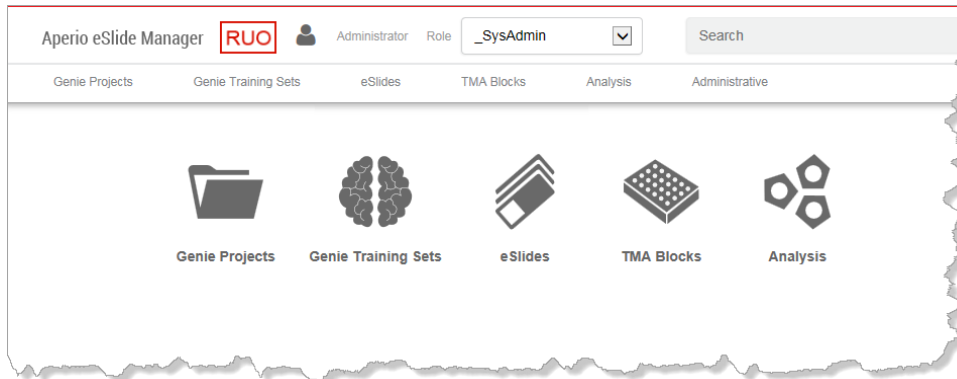 Aperio eSlide Manager RUO Administrator Role _SysAdmin Search
Genie Projects Genie Training Sets eSlides TMA Blocks Analysis Administrative
Genie Projects Genie Training Sets eSlides TMA Blocks Analysis